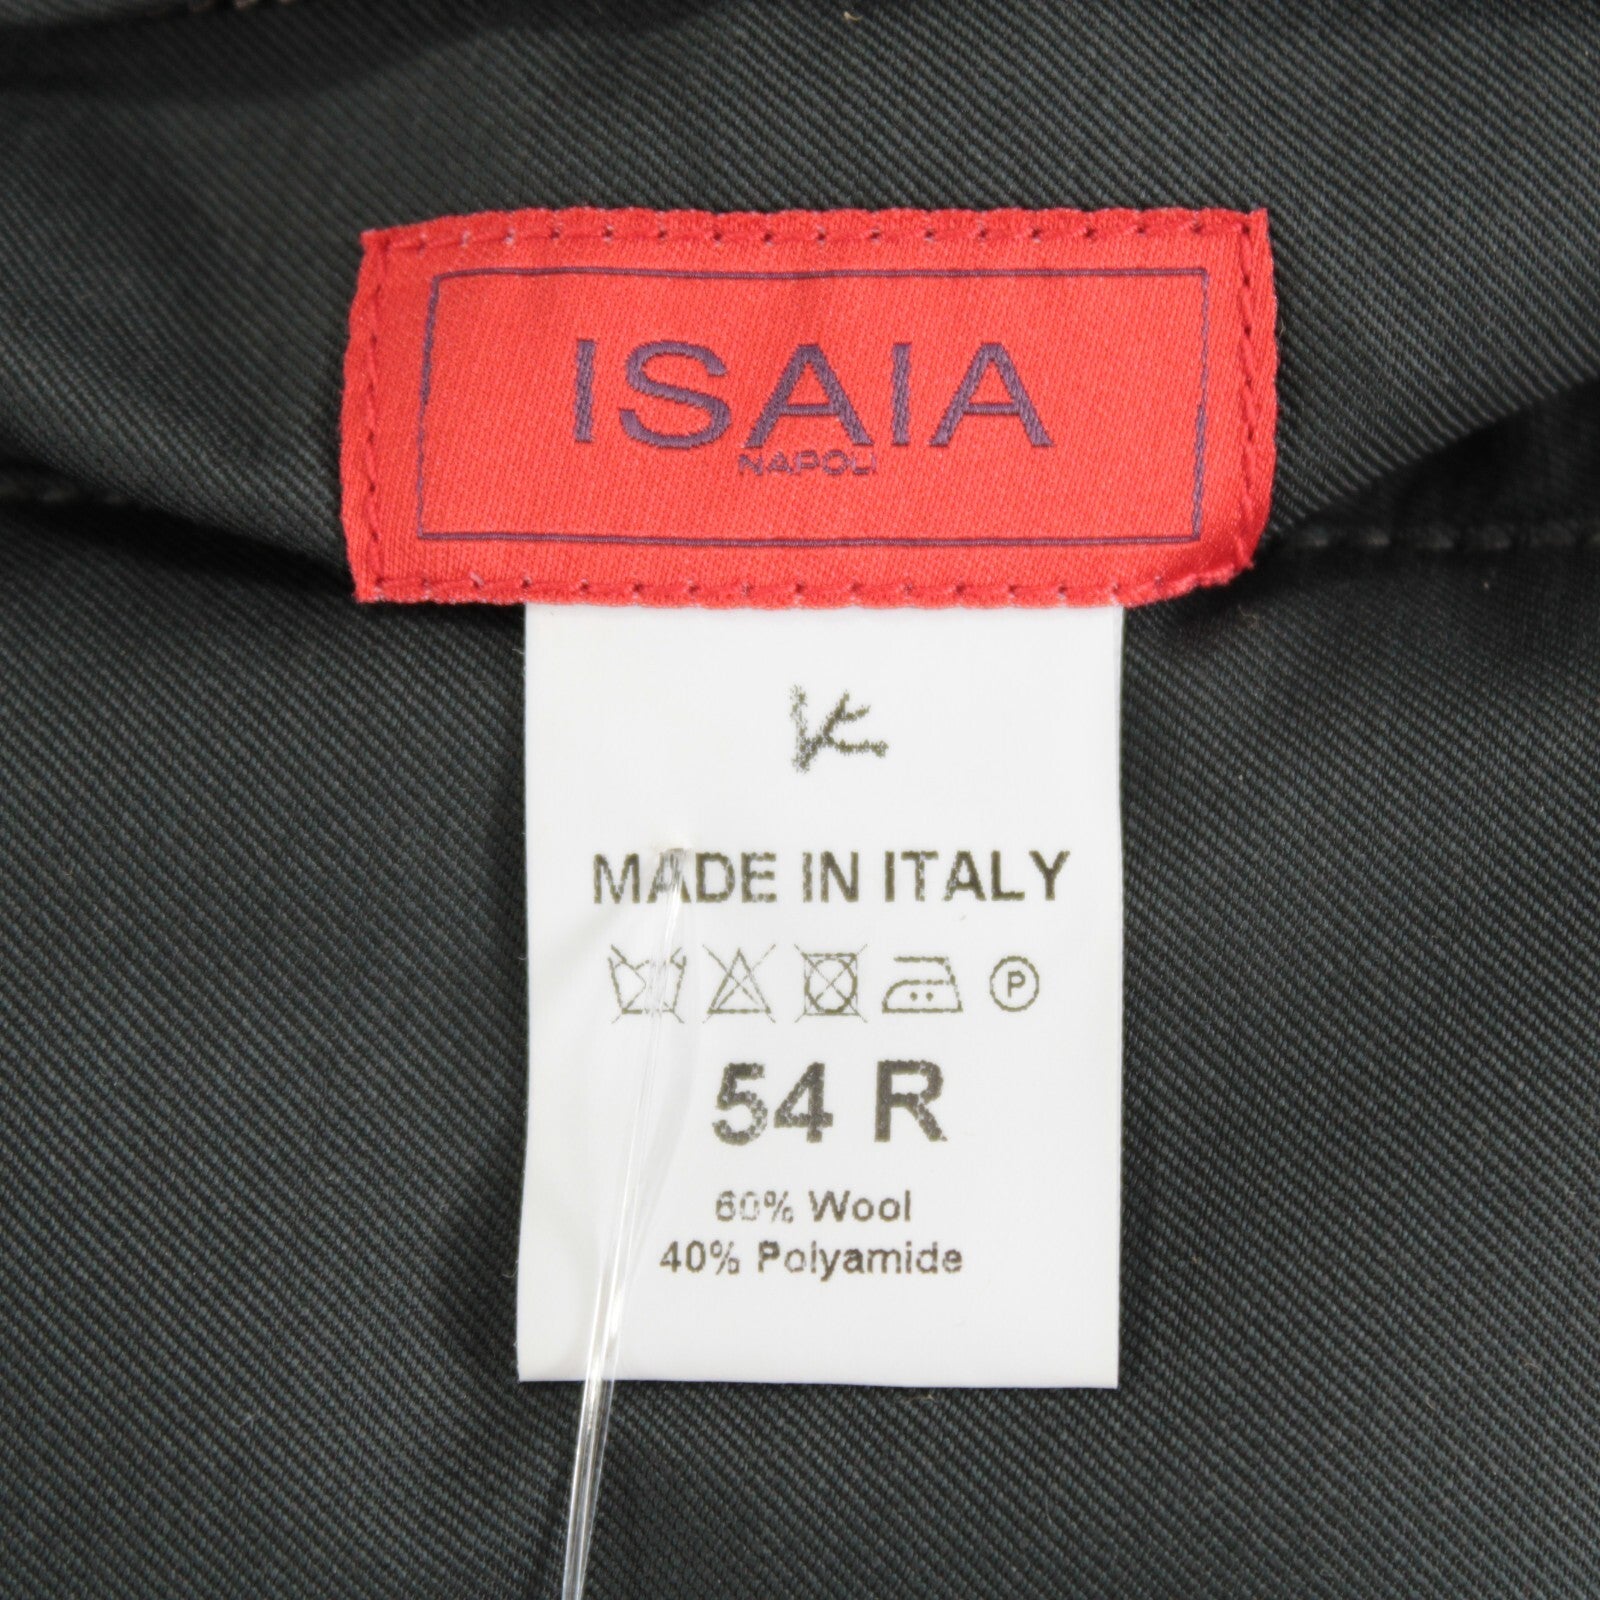 ISAIA
NAPOLI
MADE IN ITALY
P
54 R
60% Wool
40% Polyamide